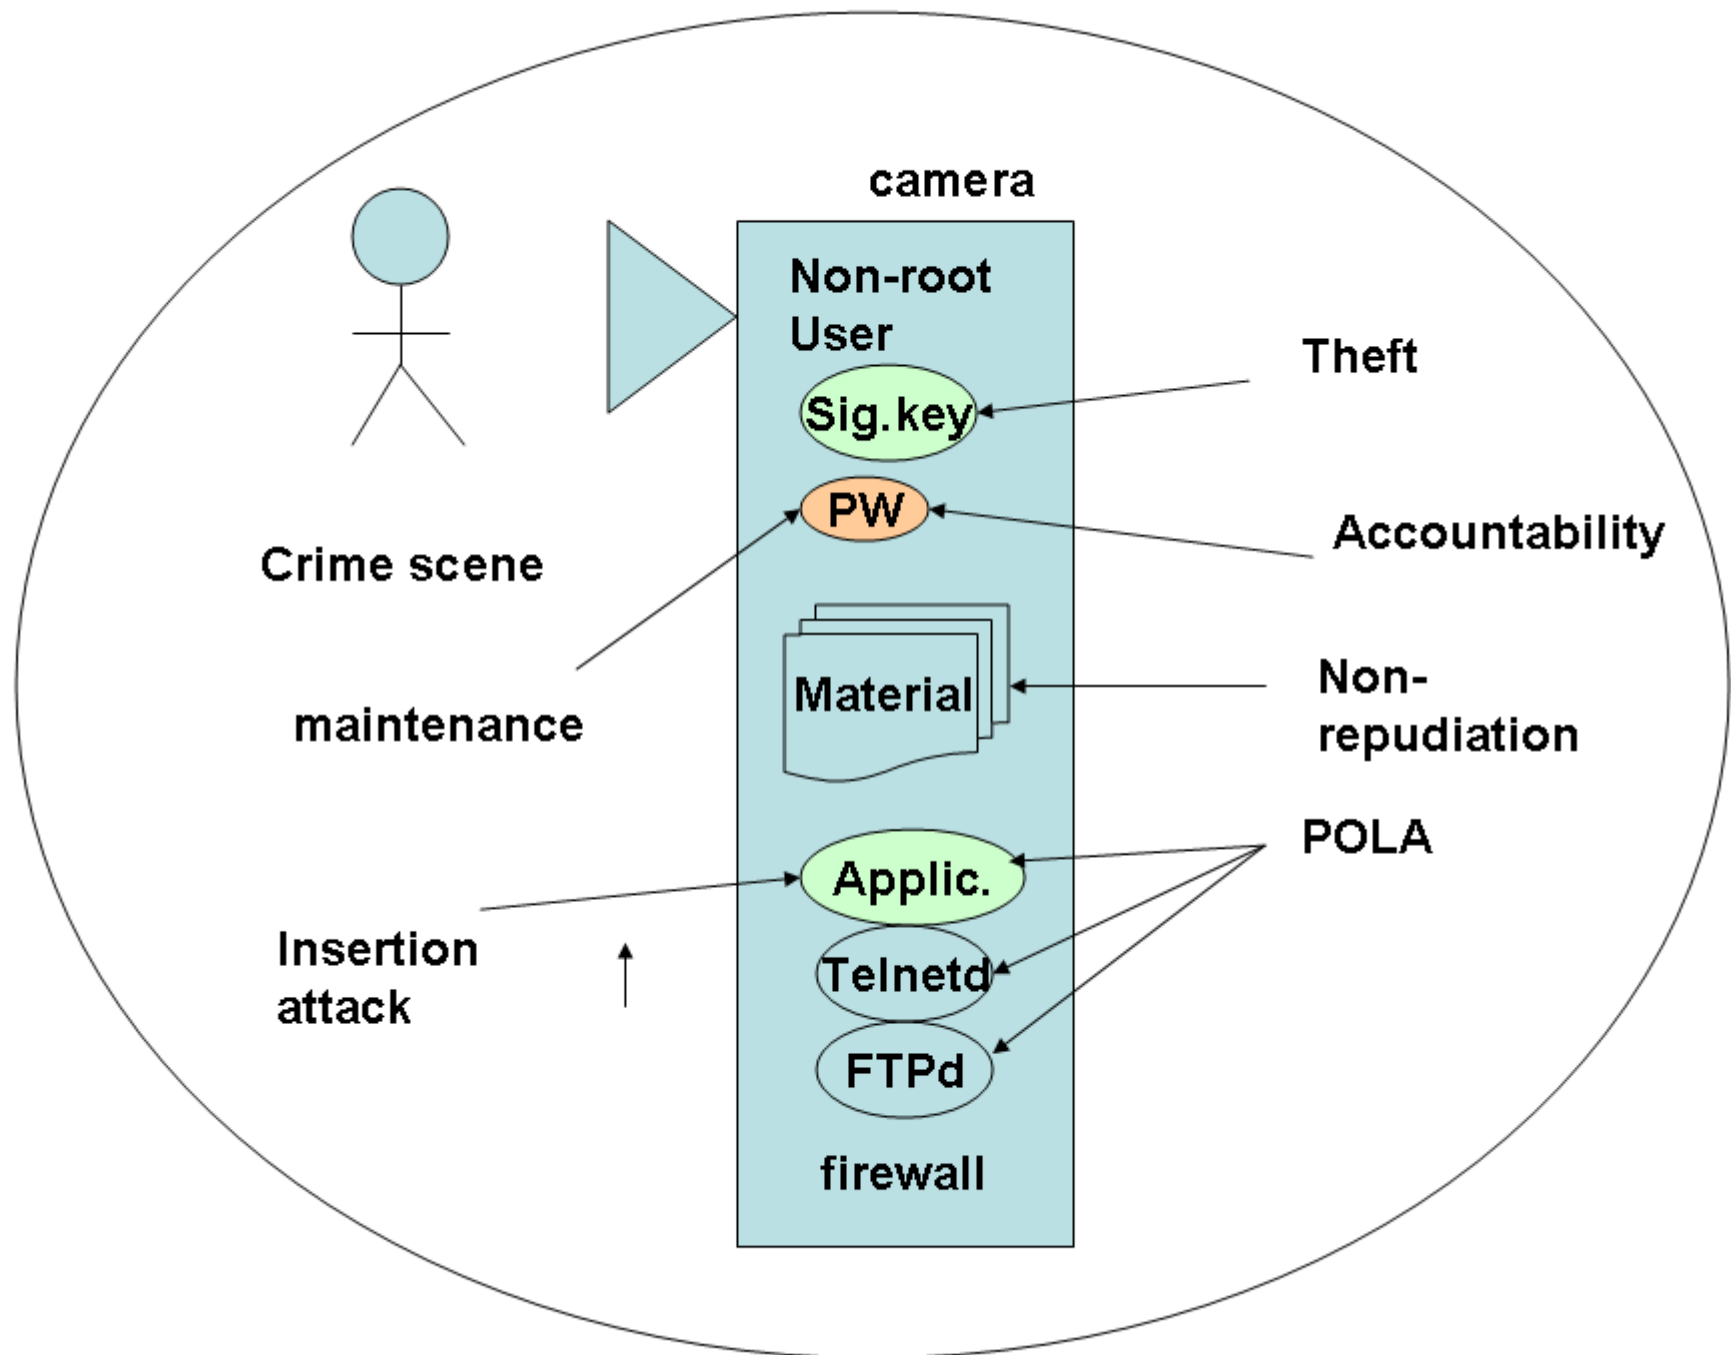 camera
Non-root
User
Sig.key
Theft
PW
Accountability
Crime scene
Material
Non-
repudiation
maintenance
POLA
Applic.
Insertion
attack
Telnetd
FTPd
firewall